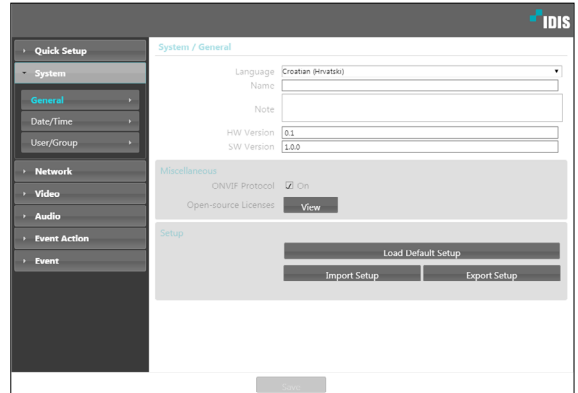 IDIS
Quick Setup
System
General
Date/Time
User/Group
Network
Video
Audio
Event Action
Event
System / General
Language Croatian (Hrvatski)
Name
Note
HW Version 0.1
SW Version 1.0.0
Miscellaneous
ONVIF Protocol On
Open-source Licenses View
Setup
Load Default Setup
Import Setup Export Setup
Save